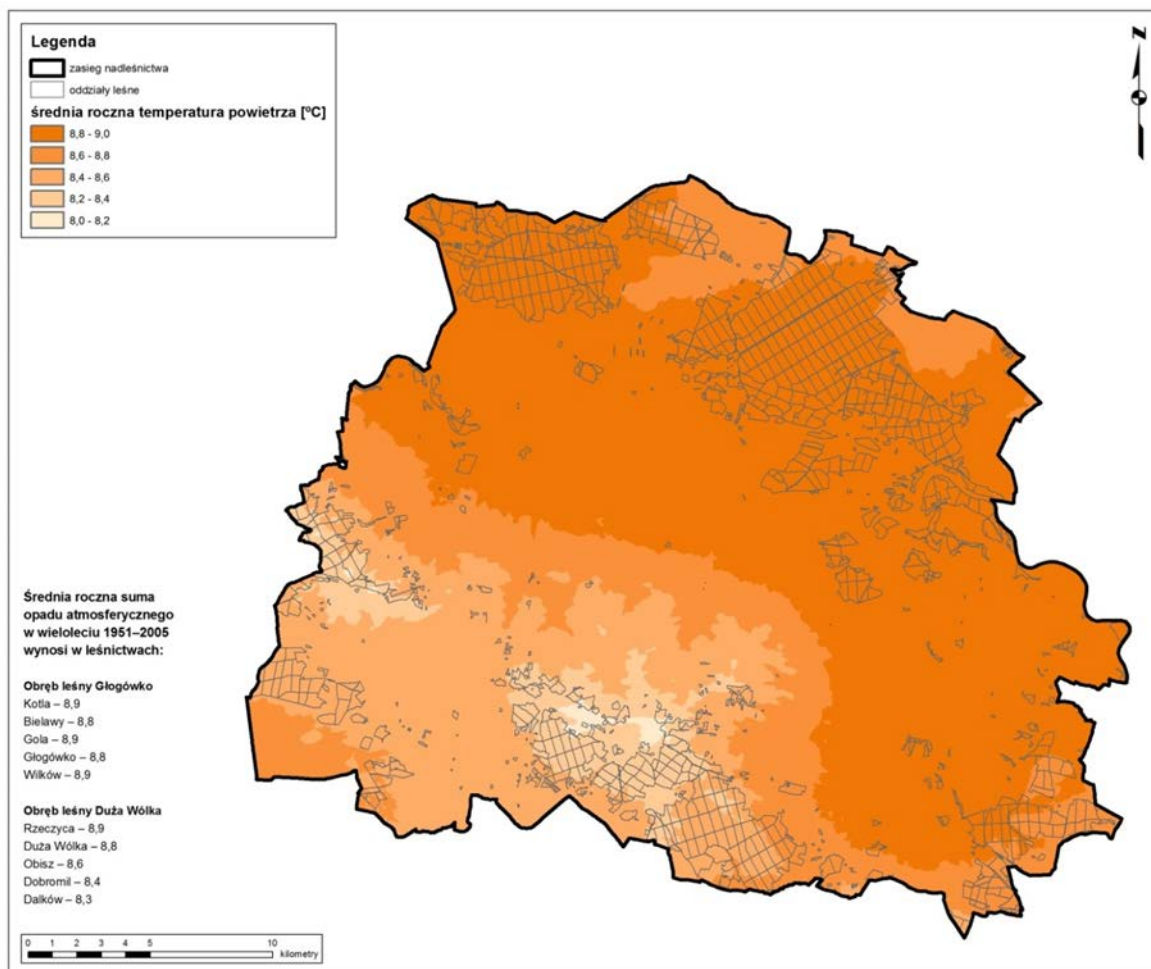 Legenda
zasieg nadleśnictwa
oddziały leśne
średnia roczna temperatura powietrza [ºC]
8,8 - 9,0
8,6 - 8,8
8,4 - 8,6
8,2 - 8,4
8,0 - 8,2
N
Średnia roczna suma
opadu atmosferycznego
w wieloleciu 1951–2005
wynosi w leśnictwach:
Obręb leśny Głogówko
Kotla – 8,9
Bielawy – 8,8
Gola – 8,9
Głogówko – 8,8
Wilków – 8,9
Obręb leśny Duża Wólka
Rzeczyca – 8,9
Duża Wólka – 8,8
Obisz – 8,6
Dobromil – 8,4
Dalków – 8,3
0 1 2 3 4 5 10
kilometry